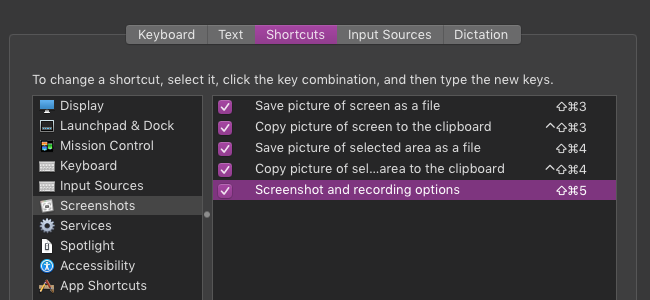 Keyboard Text Shortcuts Input Sources Dictation
To change a shortcut, select it, click the key combination, and then type the new keys.
Display
Launchpad & Dock
Mission Control
Keyboard
Input Sources
Screenshots
Services
Spotlight
Accessibility
App Shortcuts
Save picture of screen as a file ⇧⌘3
Copy picture of screen to the clipboard ^⇧⌘3
Save picture of selected area as a file ⇧⌘4
Copy picture of sel...area to the clipboard ^⇧⌘4
Screenshot and recording options ⇧⌘5